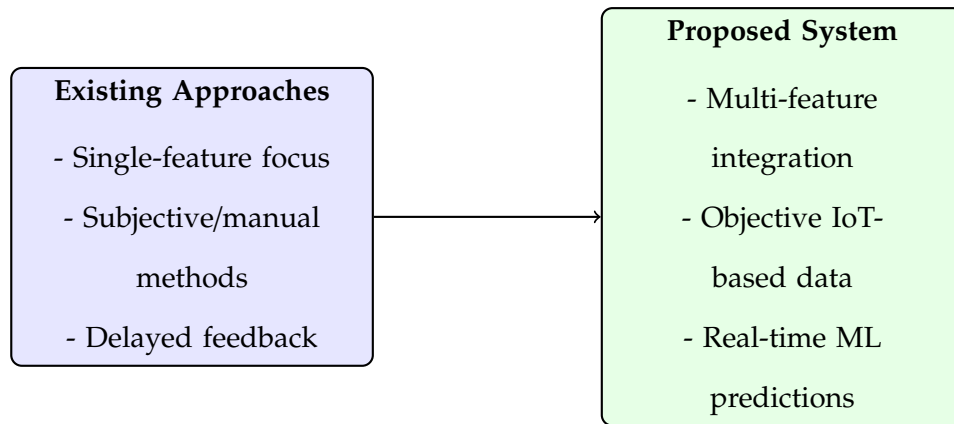 Existing Approaches
- Single-feature focus
- Subjective/manual
methods
- Delayed feedback
Proposed System
- Multi-feature
integration
- Objective IoT-
based data
- Real-time ML
predictions